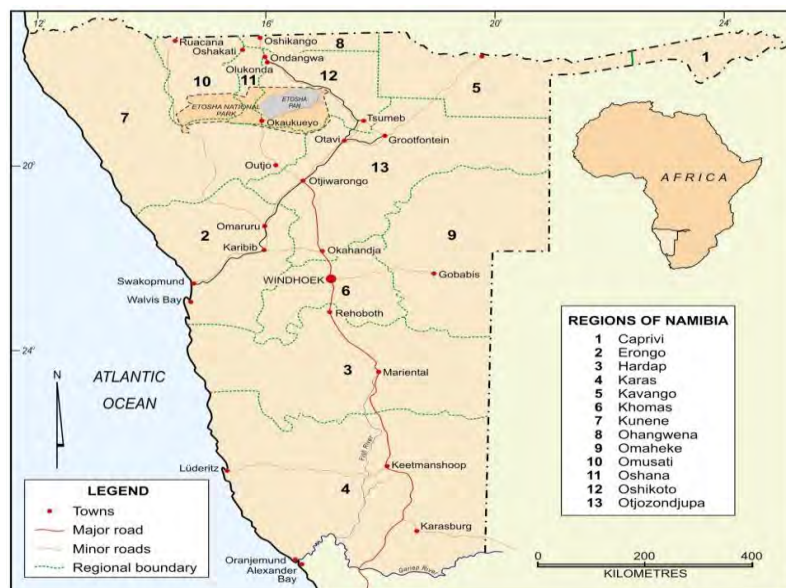 12
16
20
24
Ruacana
Oshikango
Oshakati
8
Ondangwa
Olukonda
10
11
12
5
1
7
ETOSHA NATIONAL
PARK
ETOSHA
PAN
Okaukueyo
Tsumeb
Otavi
Grootfontein
20'
Outjo
13
Otjiwarongo
AFRICA
2
Omaruru
Karibib
Okahandja
9
Swakopmund
WINDHOEK
Gobabis
Walvis Bay
6
Rehoboth
24'
N
ATLANTIC
OCEAN
3
Mariental
Fish River
Lüderitz
Keetmanshoop
4
Karasburg
Oranjemund
Alexander
Bay
REGIONS OF NAMIBIA
1 Caprivi
2 Erongo
3 Hardap
4 Karas
5 Kavango
6 Khomas
7 Kunene
8 Ohangwena
9 Omaheke
10 Omusati
11 Oshana
12 Oshikoto
13 Otjozondjupa
LEGEND
Towns
Major road
Minor roads
Regional boundary
0 200 400
KILOMETRES